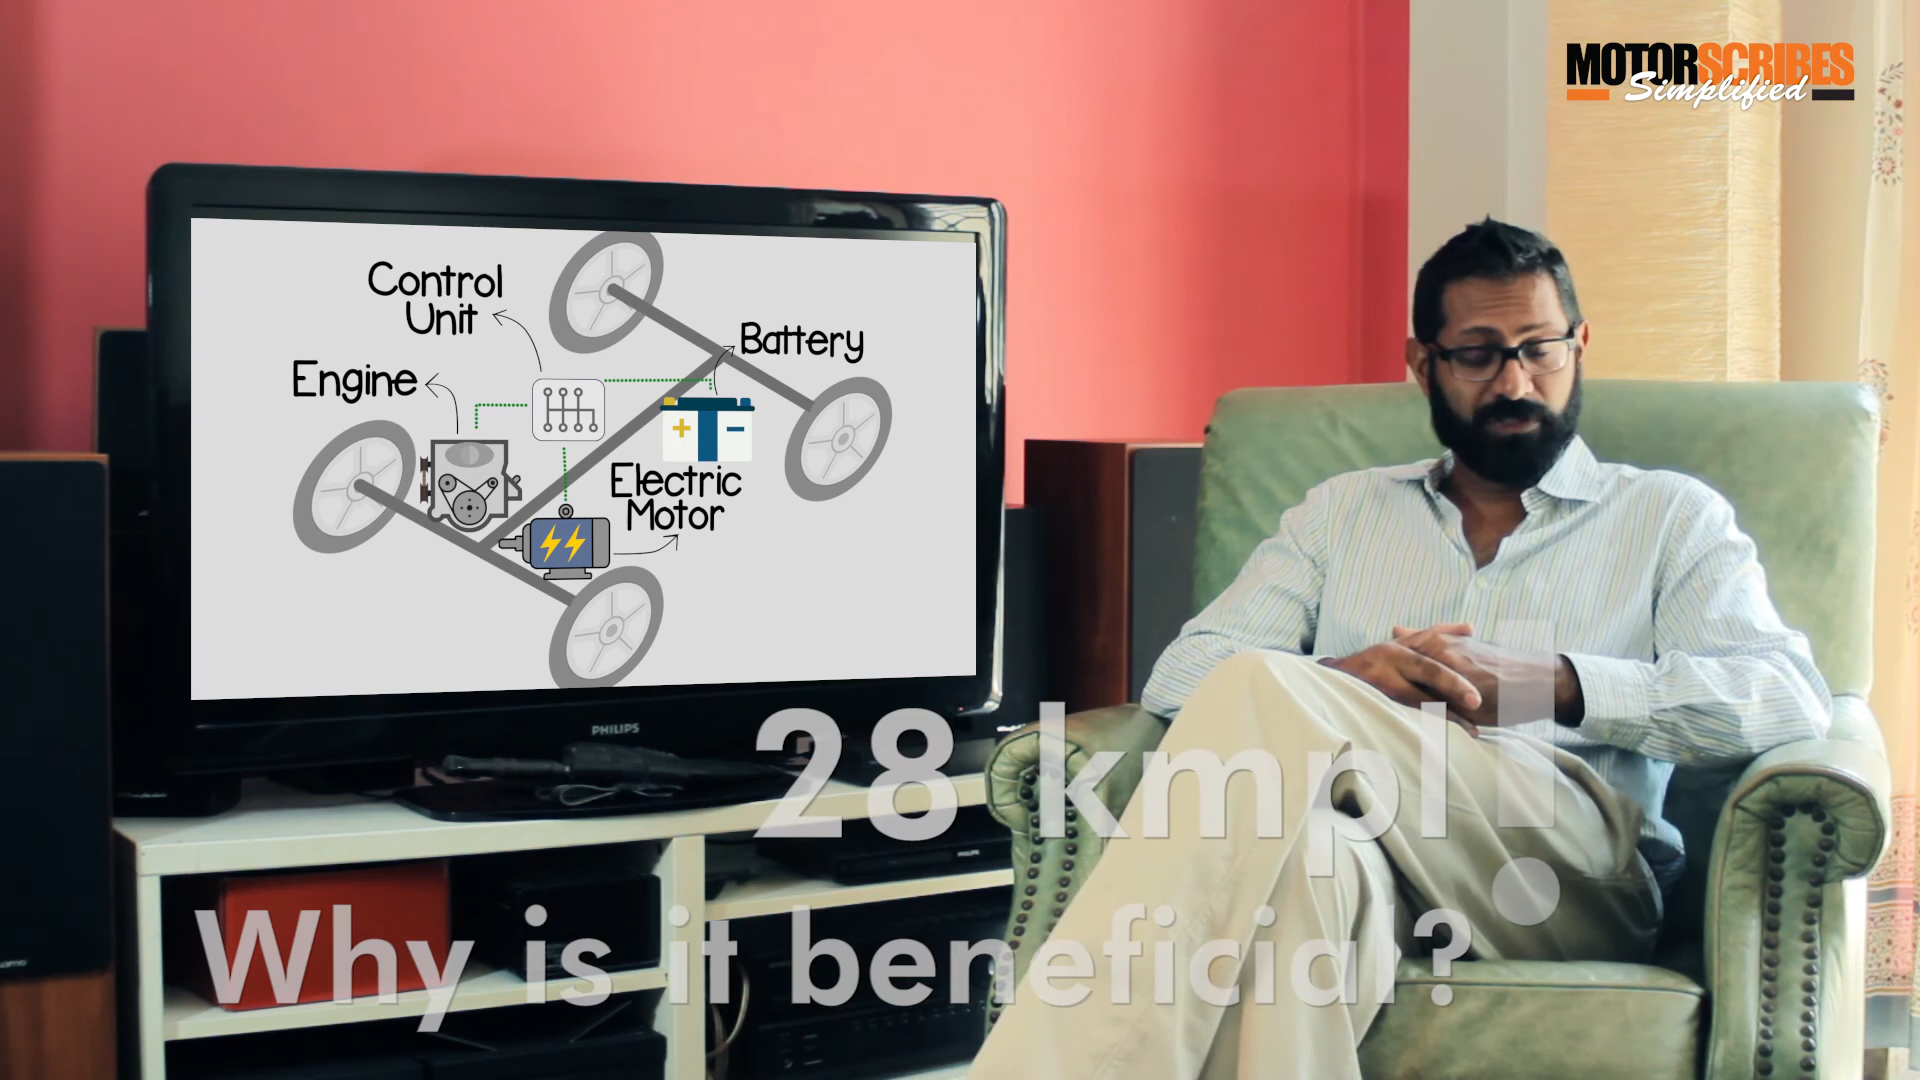 MOTORSCRIBES
Simplified
Control
Unit
Battery
Engine
Electric
Motor
+
-
PHILIPS
28 kmpl!
Why is it beneficial?